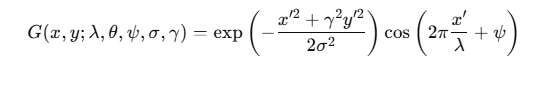 G(x, y; λ, θ, ψ, σ, γ) = exp(−(x′² + γ²y′²)/(2σ²)) cos(2π x′/λ + ψ)